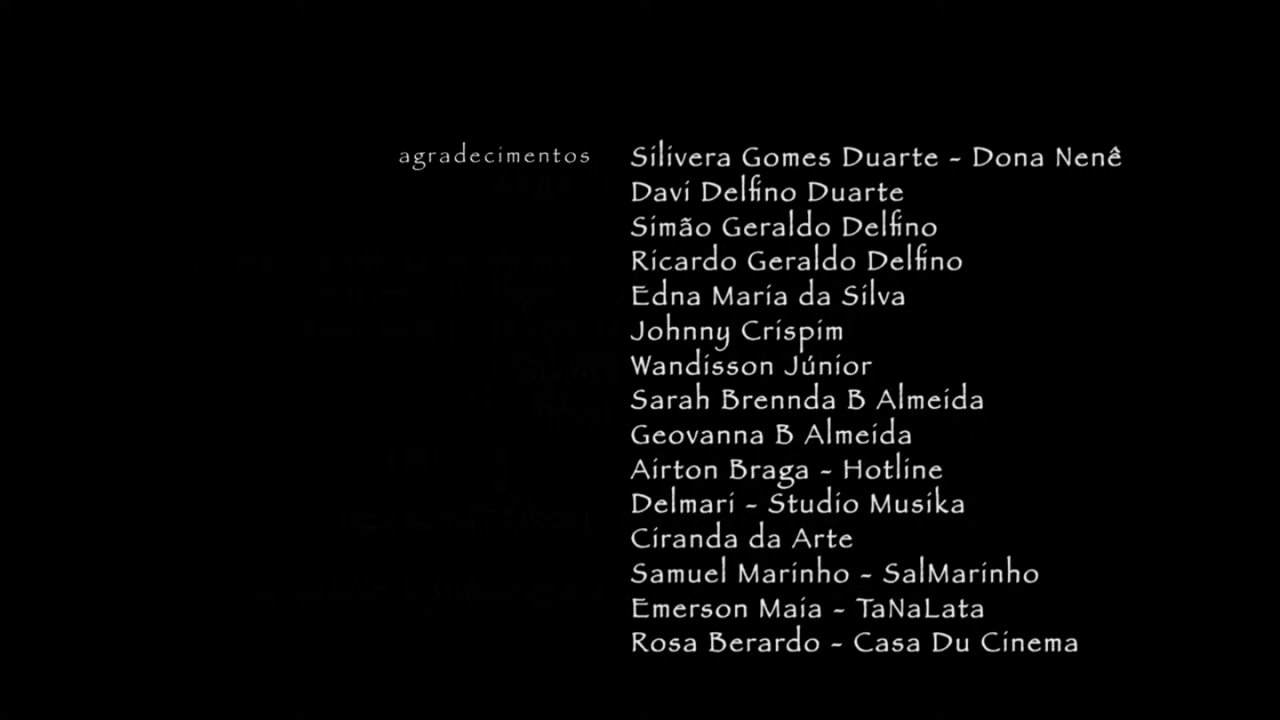 agradecimentos Silivera Gomes Duarte - Dona Nenê
Davi Delfino Duarte
Simão Geraldo Delfino
Ricardo Geraldo Delfino
Edna Maria da Silva
Johnny Crispim
Wandisson Júnior
Sarah Brennda B Almeida
Geovanna B Almeida
Airton Braga - Hotline
Delmari - Studio Musika
Ciranda da Arte
Samuel Marinho - SalMarinho
Emerson Maia - TaNaLata
Rosa Berardo - Casa Du Cinema